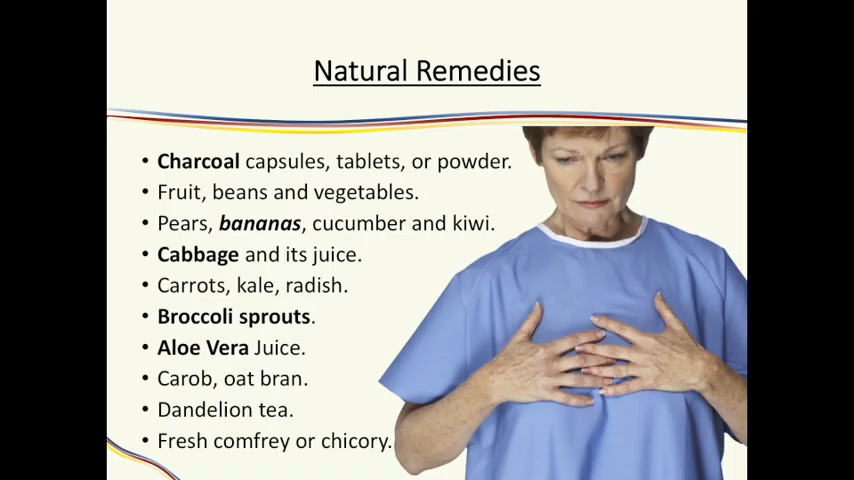 Natural Remedies
• Charcoal capsules, tablets, or powder.
• Fruit, beans and vegetables.
• Pears, bananas, cucumber and kiwi.
• Cabbage and its juice.
• Carrots, kale, radish.
• Broccoli sprouts.
• Aloe Vera Juice.
• Carob, oat bran.
• Dandelion tea.
• Fresh comfrey or chicory.